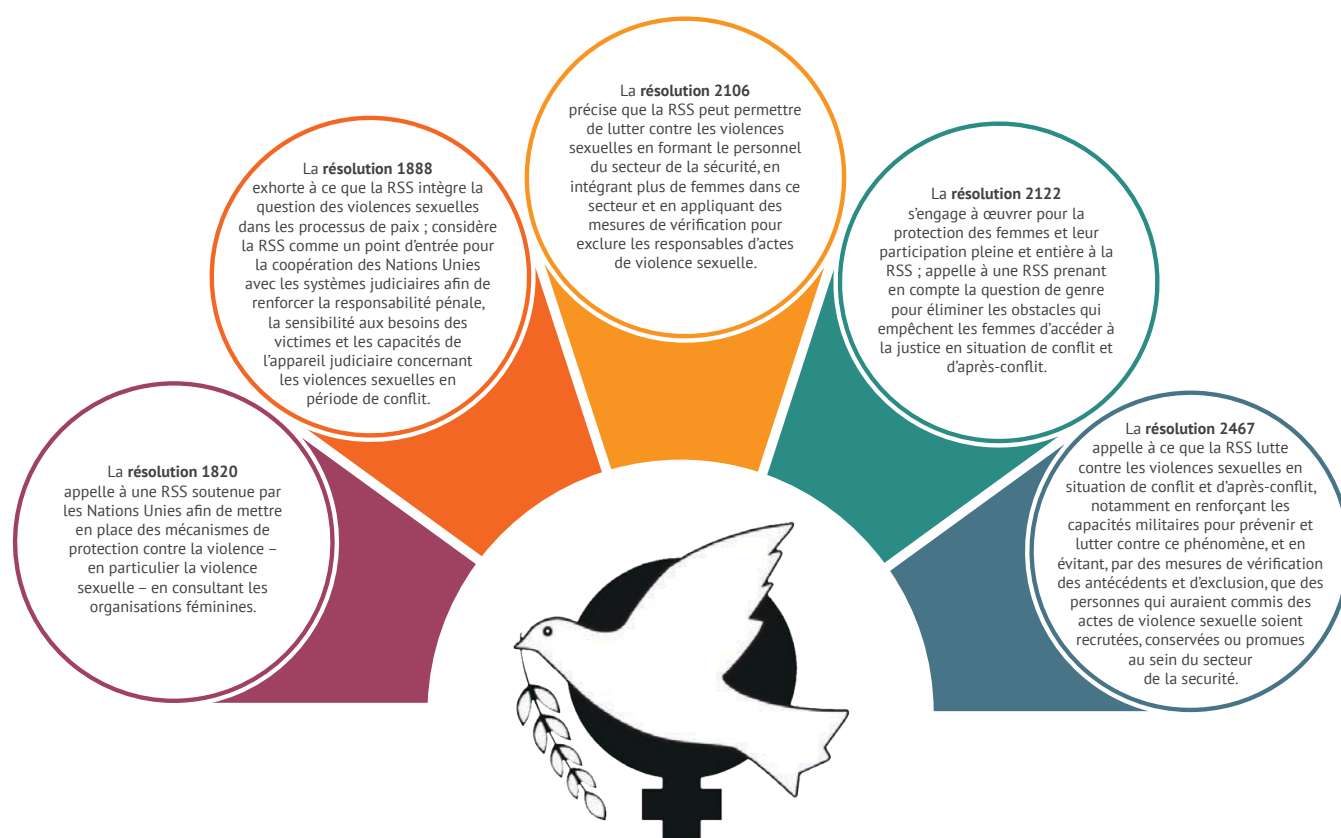 La résolution 1820
appelle à une RSS soutenue par
les Nations Unies afin de mettre
en place des mécanismes de
protection contre la violence –
en particulier la violence
sexuelle – en consultant les
organisations féminines.
La résolution 1888
exhorte à ce que la RSS intègre la
question des violences sexuelles
dans les processus de paix ; considère
la RSS comme un point d'entrée pour
la coopération des Nations Unies
avec les systèmes judiciaires afin de
renforcer la responsabilité pénale,
la sensibilité aux besoins des
victimes et les capacités de
l'appareil judiciaire concernant
les violences sexuelles en
période de conflit.
La résolution 2106
précise que la RSS peut permettre
de lutter contre les violences
sexuelles en formant le personnel
du secteur de la sécurité, en
intégrant plus de femmes dans ce
secteur et en appliquant des
mesures de vérification pour
exclure les responsables d'actes
de violence sexuelle.
La résolution 2122
s'engage à œuvrer pour la
protection des femmes et leur
participation pleine et entière à la
RSS ; appelle à une RSS prenant
en compte la question de genre
pour éliminer les obstacles qui
empêchent les femmes d'accéder à
la justice en situation de conflit et
d'après-conflit.
La résolution 2467
appelle à ce que la RSS lutte
contre les violences sexuelles en
situation de conflit et d'après-conflit,
notamment en renforçant les
capacités militaires pour prévenir et
lutter contre ce phénomène, et en
évitant, par des mesures de vérification
des antécédents et d'exclusion, que des
personnes qui auraient commis des
actes de violence sexuelle soient
recrutées, conservées ou promues
au sein du secteur
de la securité.